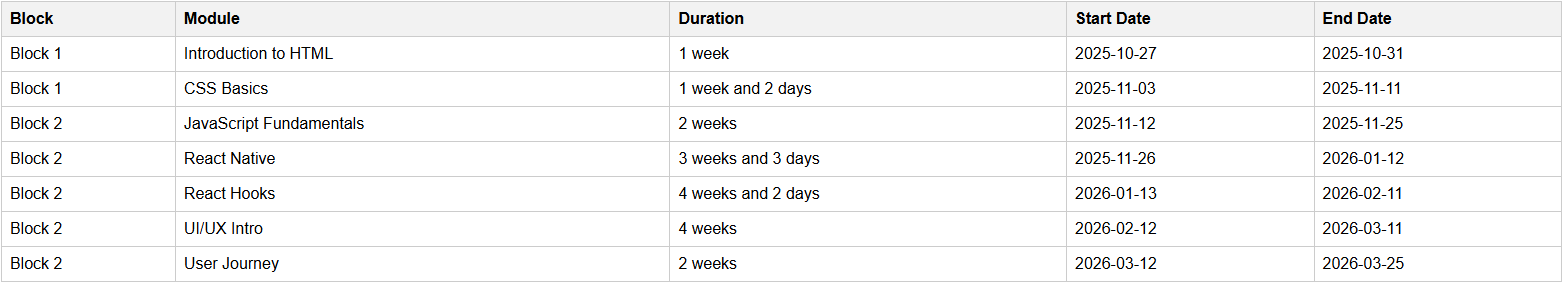 Block Module Duration Start Date End Date
Block 1 Introduction to HTML 1 week 2025-10-27 2025-10-31
Block 1 CSS Basics 1 week and 2 days 2025-11-03 2025-11-11
Block 2 JavaScript Fundamentals 2 weeks 2025-11-12 2025-11-25
Block 2 React Native 3 weeks and 3 days 2025-11-26 2026-01-12
Block 2 React Hooks 4 weeks and 2 days 2026-01-13 2026-02-11
Block 2 UI/UX Intro 4 weeks 2026-02-12 2026-03-11
Block 2 User Journey 2 weeks 2026-03-12 2026-03-25